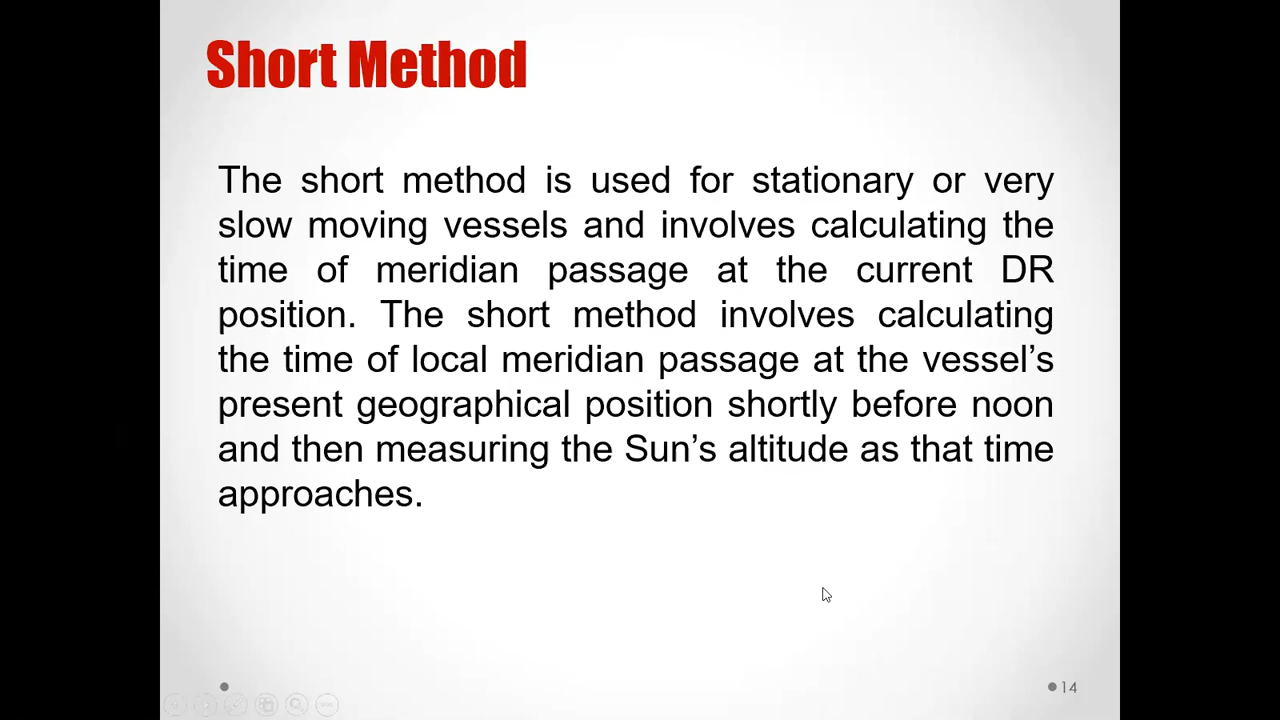 Short Method
The short method is used for stationary or very
slow moving vessels and involves calculating the
time of meridian passage at the current DR
position. The short method involves calculating
the time of local meridian passage at the vessel’s
present geographical position shortly before noon
and then measuring the Sun’s altitude as that time
approaches.
14